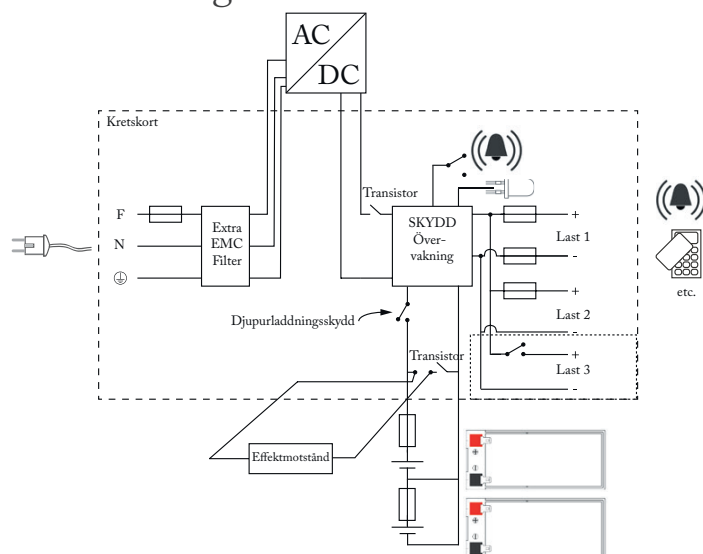 AC
DC
Kretskort
Transistor
F
N
Extra
EMC
Filter
SKYDD
Över-
vakning
+
Last 1
-
+
Last 2
-
+
Last 3
-
etc.
Djupurladdningsskydd
Transistor
Effektmotstånd